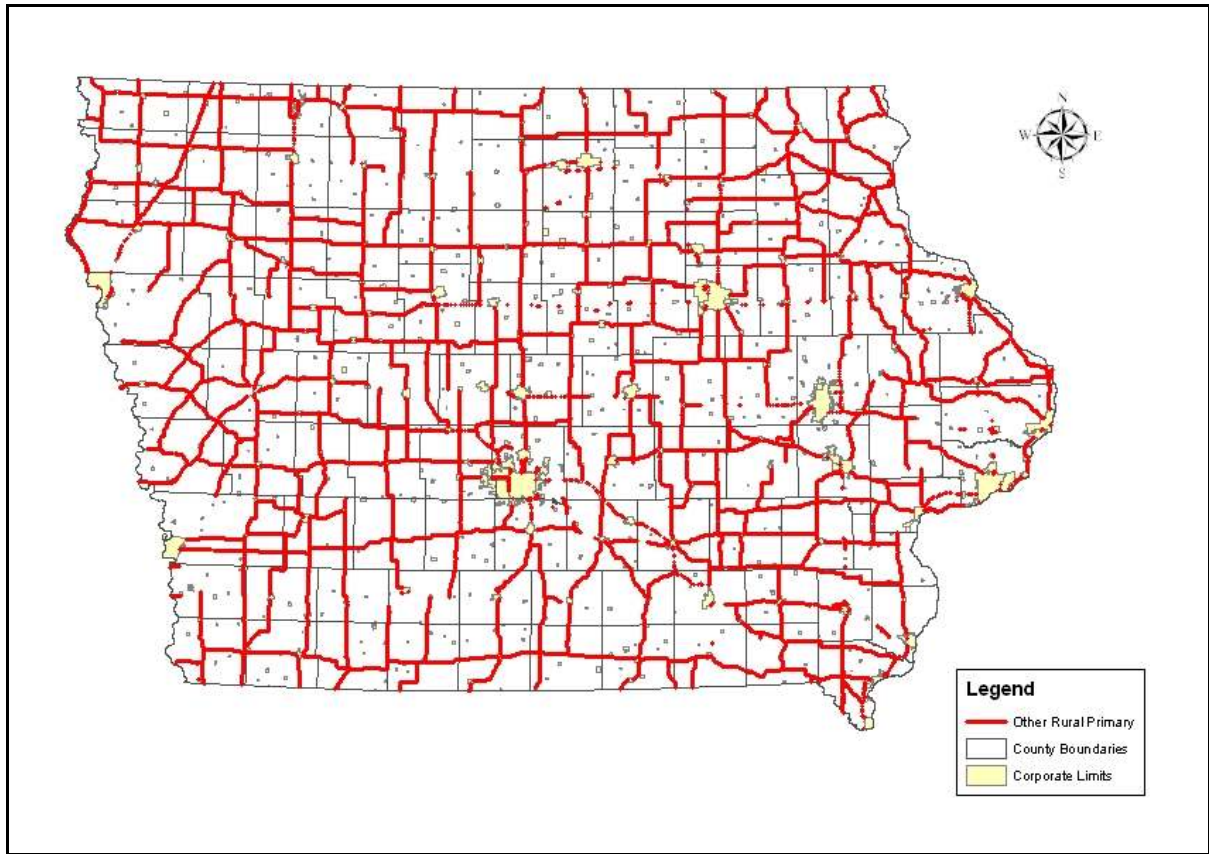 N
W E
S
Legend
Other Rural Primary
County Boundaries
Corporate Limits